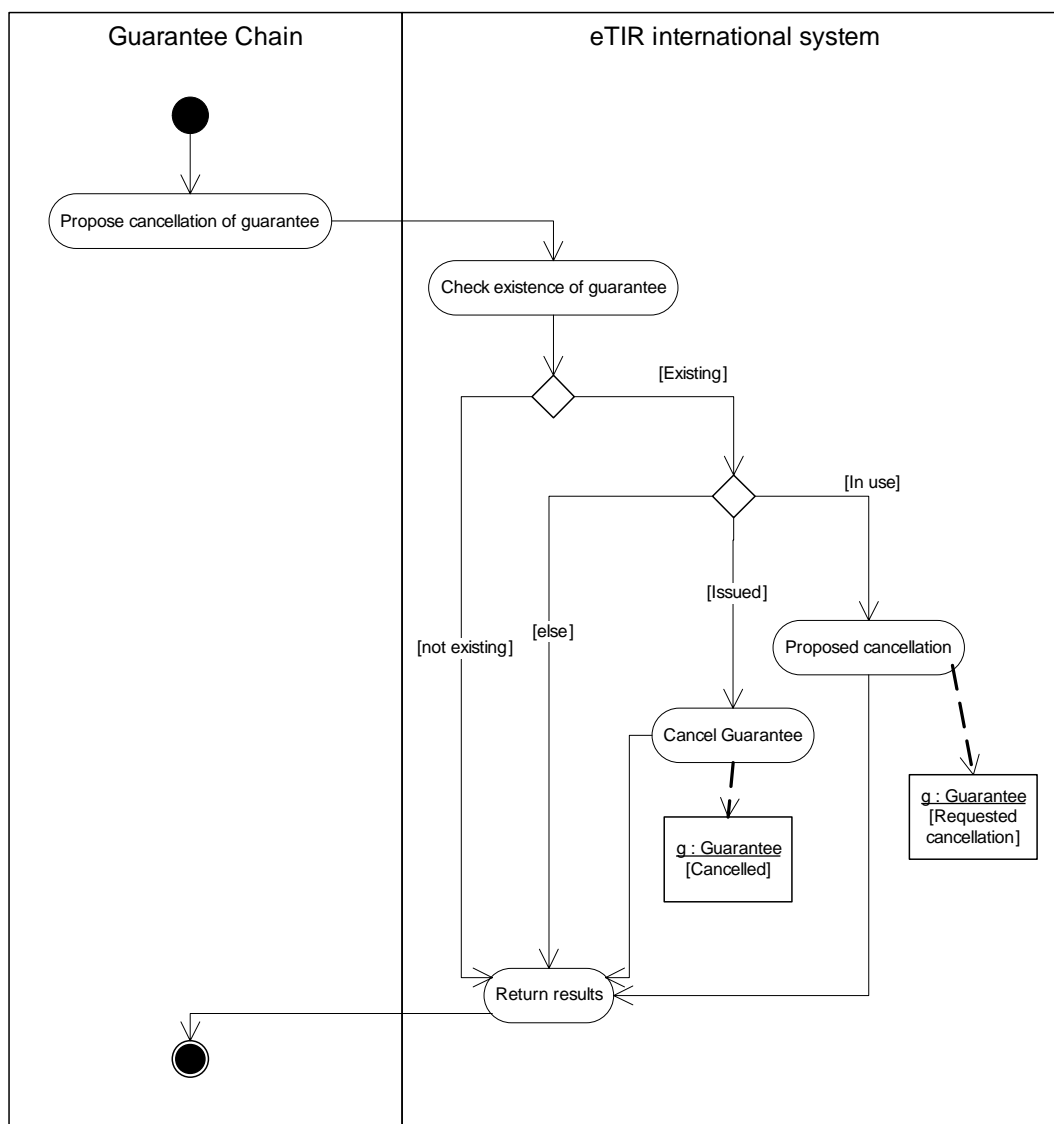 Guarantee Chain
eTIR international system
Propose cancellation of guarantee
Check existence of guarantee
[Existing]
[In use]
[Issued]
[else]
[not existing]
Proposed cancellation
Cancel Guarantee
g : Guarantee
[Requested
cancellation]
g : Guarantee
[Cancelled]
Return results